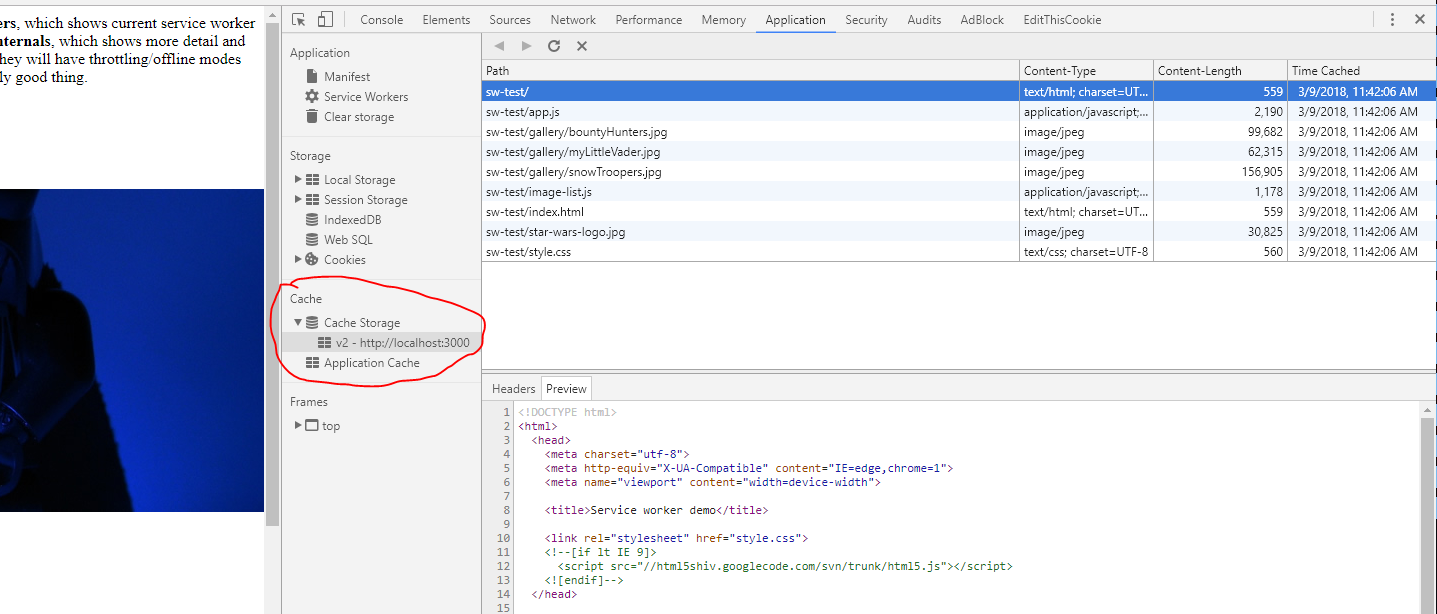 ers, which shows current service worker
nternals, which shows more detail and
hey will have throttling/offline modes
ly good thing.
Console Elements Sources Network Performance Memory Application Security Audits AdBlock EditThisCookie
Application
Manifest
Service Workers
Clear storage
Storage
Local Storage
Session Storage
IndexedDB
Web SQL
Cookies
Cache
Cache Storage
v2 - http://localhost:3000
Application Cache
Frames
top
Path Content-Type Content-Length Time Cached
sw-test/ text/html; charset=UT... 559 3/9/2018, 11:42:06 AM
sw-test/app.js application/javascript;... 2,190 3/9/2018, 11:42:06 AM
sw-test/gallery/bountyHunters.jpg image/jpeg 99,682 3/9/2018, 11:42:06 AM
sw-test/gallery/myLittleVader.jpg image/jpeg 62,315 3/9/2018, 11:42:06 AM
sw-test/gallery/snowTroopers.jpg image/jpeg 156,905 3/9/2018, 11:42:06 AM
sw-test/image-list.js application/javascript;... 1,178 3/9/2018, 11:42:06 AM
sw-test/index.html text/html; charset=UT... 559 3/9/2018, 11:42:06 AM
sw-test/star-wars-logo.jpg image/jpeg 30,825 3/9/2018, 11:42:06 AM
sw-test/style.css text/css; charset=UTF-8 560 3/9/2018, 11:42:06 AM
Headers Preview
1 <!DOCTYPE html>
2 <html>
3 <head>
4 <meta charset="utf-8">
5 <meta http-equiv="X-UA-Compatible" content="IE=edge,chrome=1">
6 <meta name="viewport" content="width=device-width">
7
8 <title>Service worker demo</title>
9
10 <link rel="stylesheet" href="style.css">
11 <!--[if lt IE 9]>
12 <script src="//html5shiv.googlecode.com/svn/trunk/html5.js"></script>
13 <![endif]-->
14 </head>
15